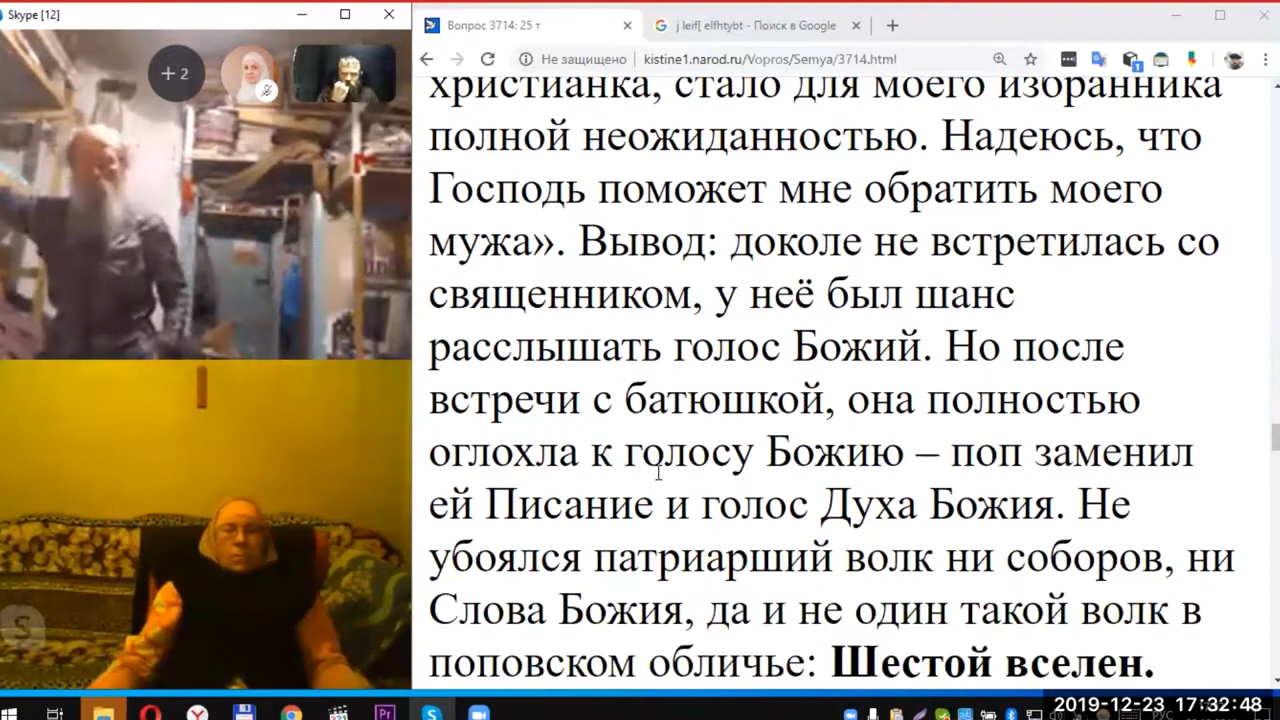 Skype [12]
+2
Вопрос 3714: 25 т
j leif[ elfhtybt - Поиск в Google
Не защищено
kistine1.narod.ru/Vopros/Semya/3714.html
христианка, стало для моего избранника
полной неожиданностью. Надеюсь, что
Господь поможет мне обратить моего
мужа». Вывод: доколе не встретилась со
священником, у неё был шанс
расслышать голос Божий. Но после
встречи с батюшкой, она полностью
оглохла к голосу Божию – поп заменил
ей Писание и голос Духа Божия. Не
убоялся патриарший волк ни соборов, ни
Слова Божия, да и не один такой волк в
поповском обличье: Шестой вселен.
2019-12-23 17:32:48